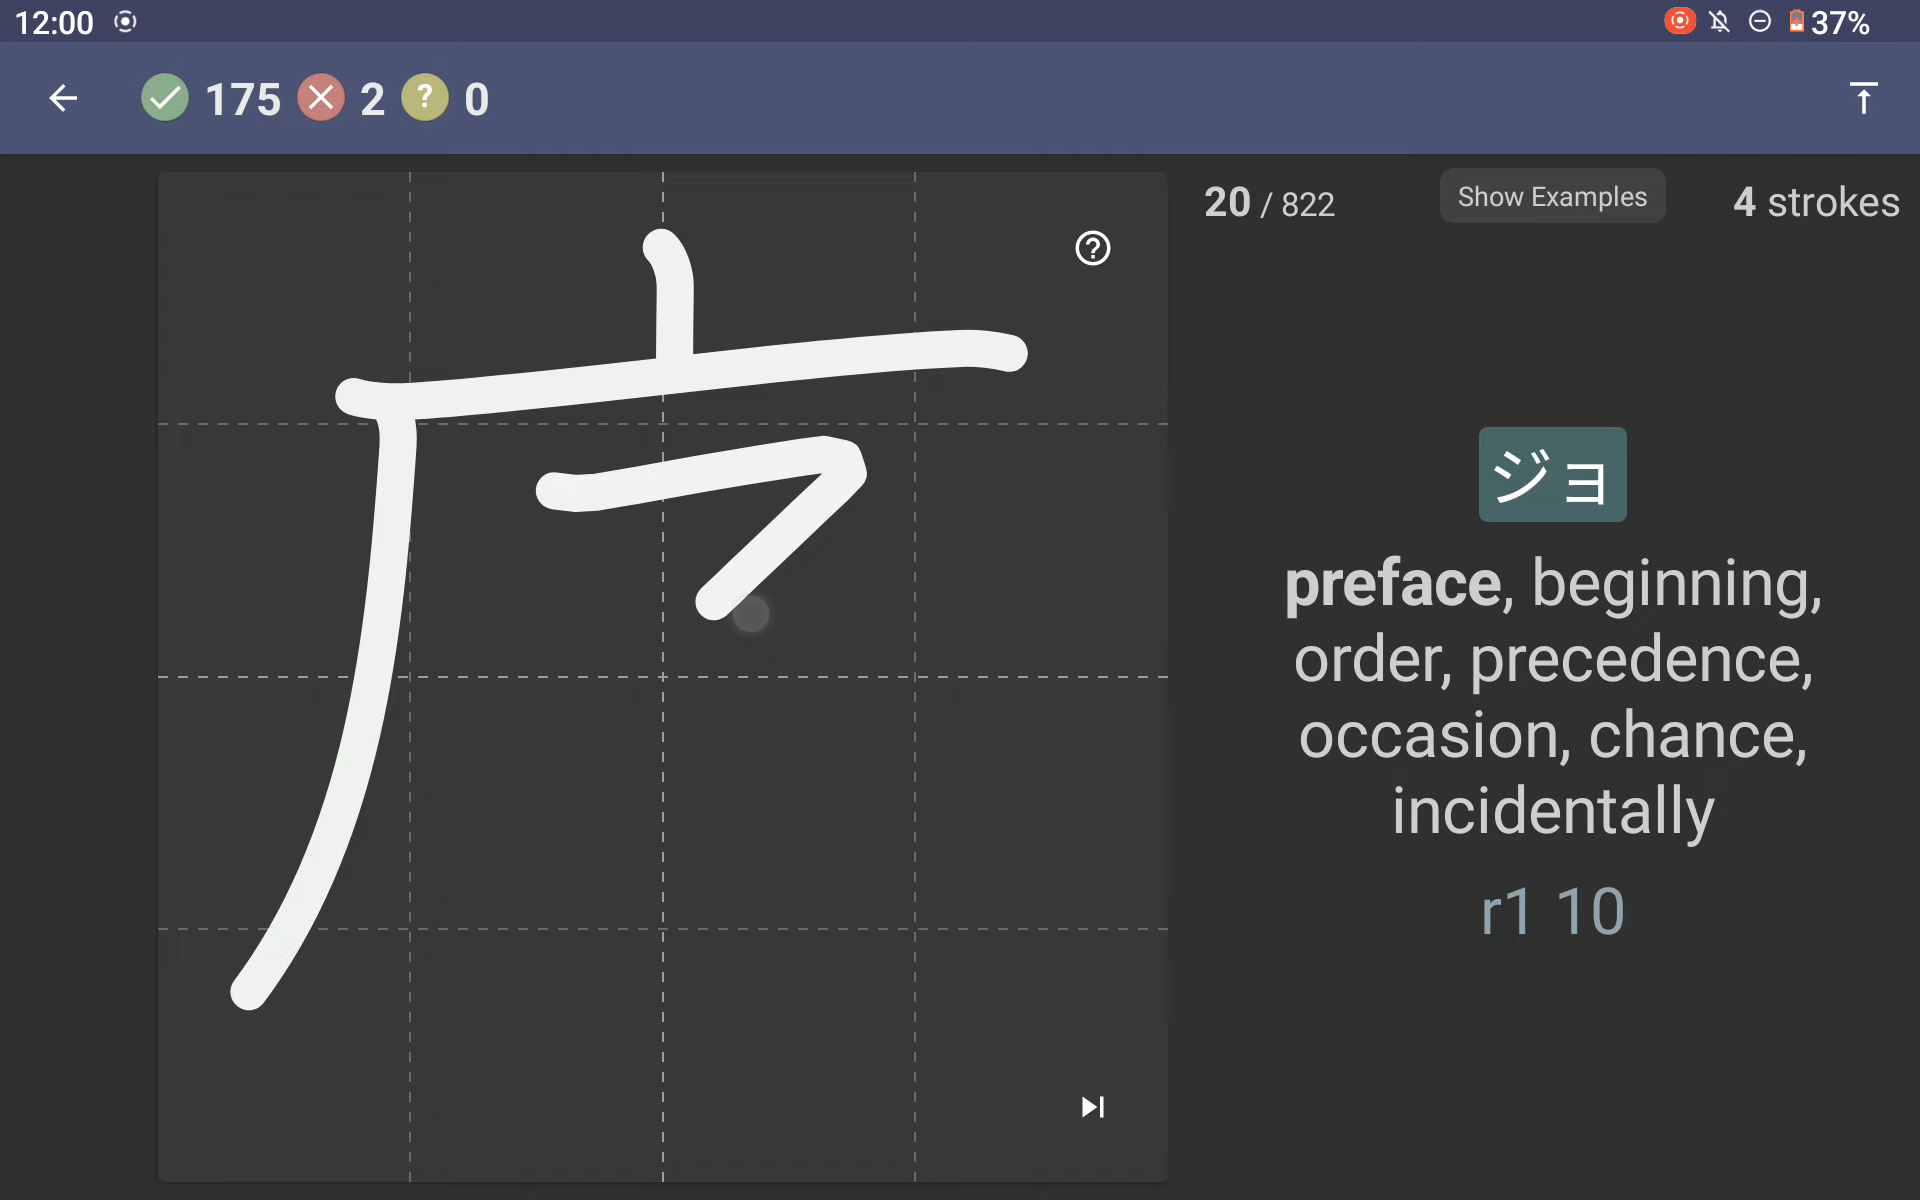 12:00 37%
175 2 ? 0
20 / 822 Show Examples 4 strokes
?
ジョ
preface, beginning,
order, precedence,
occasion, chance,
incidentally
r1 10